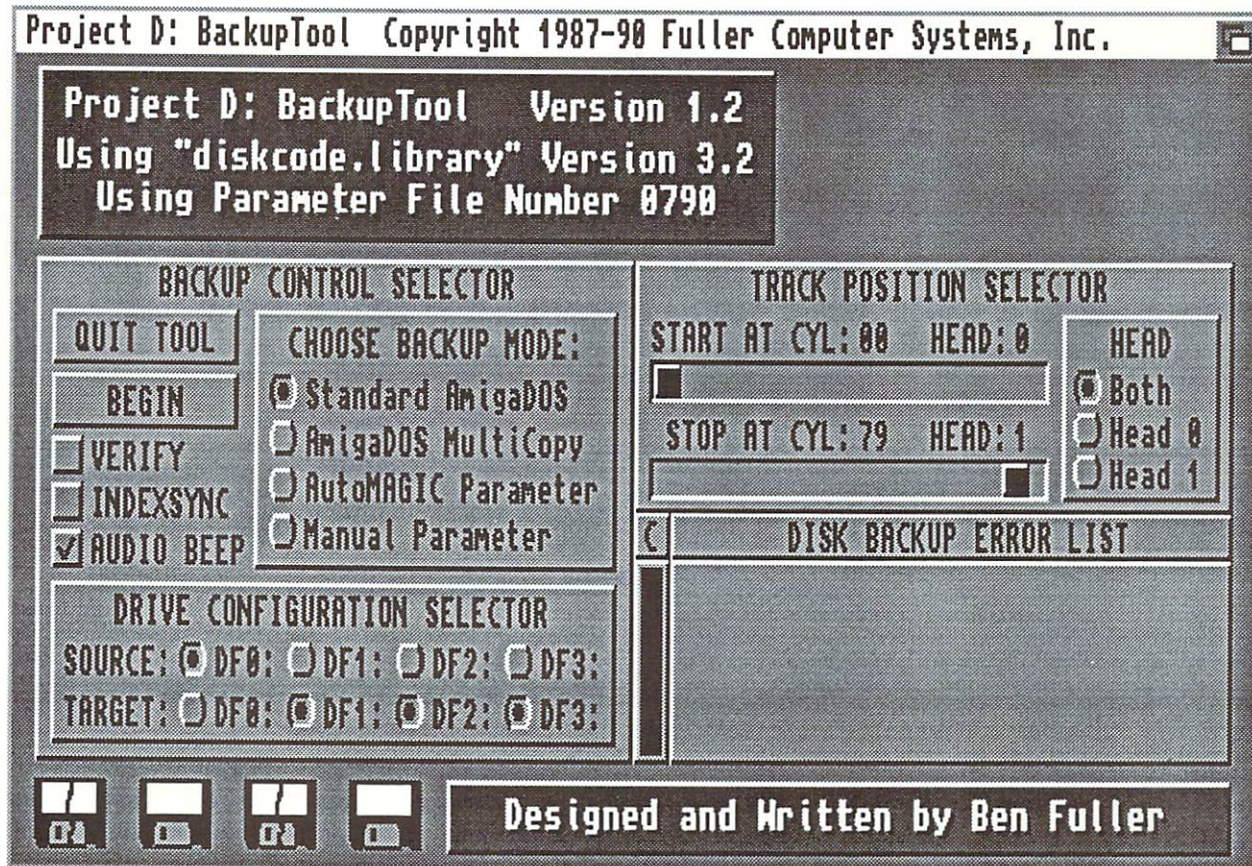 Project D: BackupTool Copyright 1987-90 Fuller Computer Systems, Inc.
Project D: BackupTool Version 1.2
Using "diskcode.library" Version 3.2
Using Parameter File Number 0790
BACKUP CONTROL SELECTOR
QUIT TOOL
BEGIN
VERIFY
INDEXSYNC
AUDIO BEEP
CHOOSE BACKUP MODE:
Standard AmigaDOS
AmigaDOS MultiCopy
AutoMAGIC Parameter
Manual Parameter
DRIVE CONFIGURATION SELECTOR
SOURCE: DF0: DF1: DF2: DF3:
TARGET: DF0: DF1: DF2: DF3:
TRACK POSITION SELECTOR
START AT CYL:00 HEAD:0
STOP AT CYL:79 HEAD:1
HEAD
Both
Head 0
Head 1
C
DISK BACKUP ERROR LIST
Designed and Written by Ben Fuller